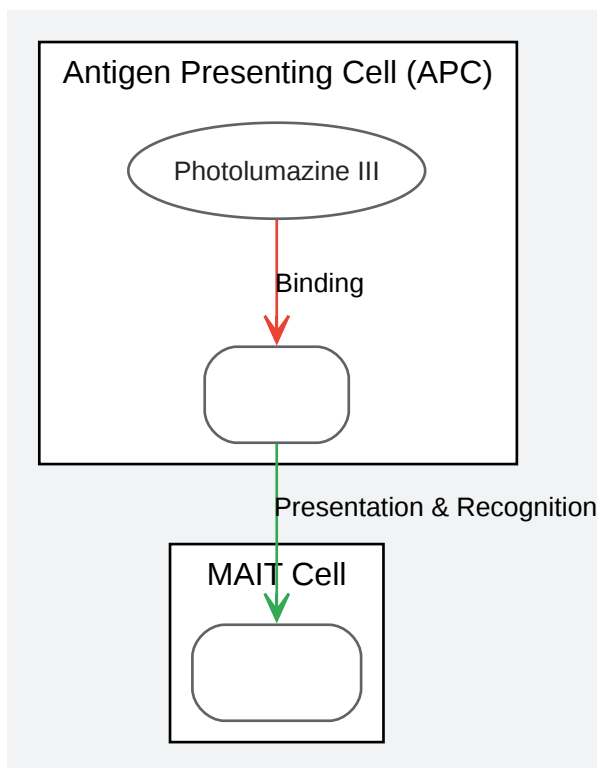 Antigen Presenting Cell (APC)
Photolumazine III
Binding
Presentation & Recognition
MAIT Cell